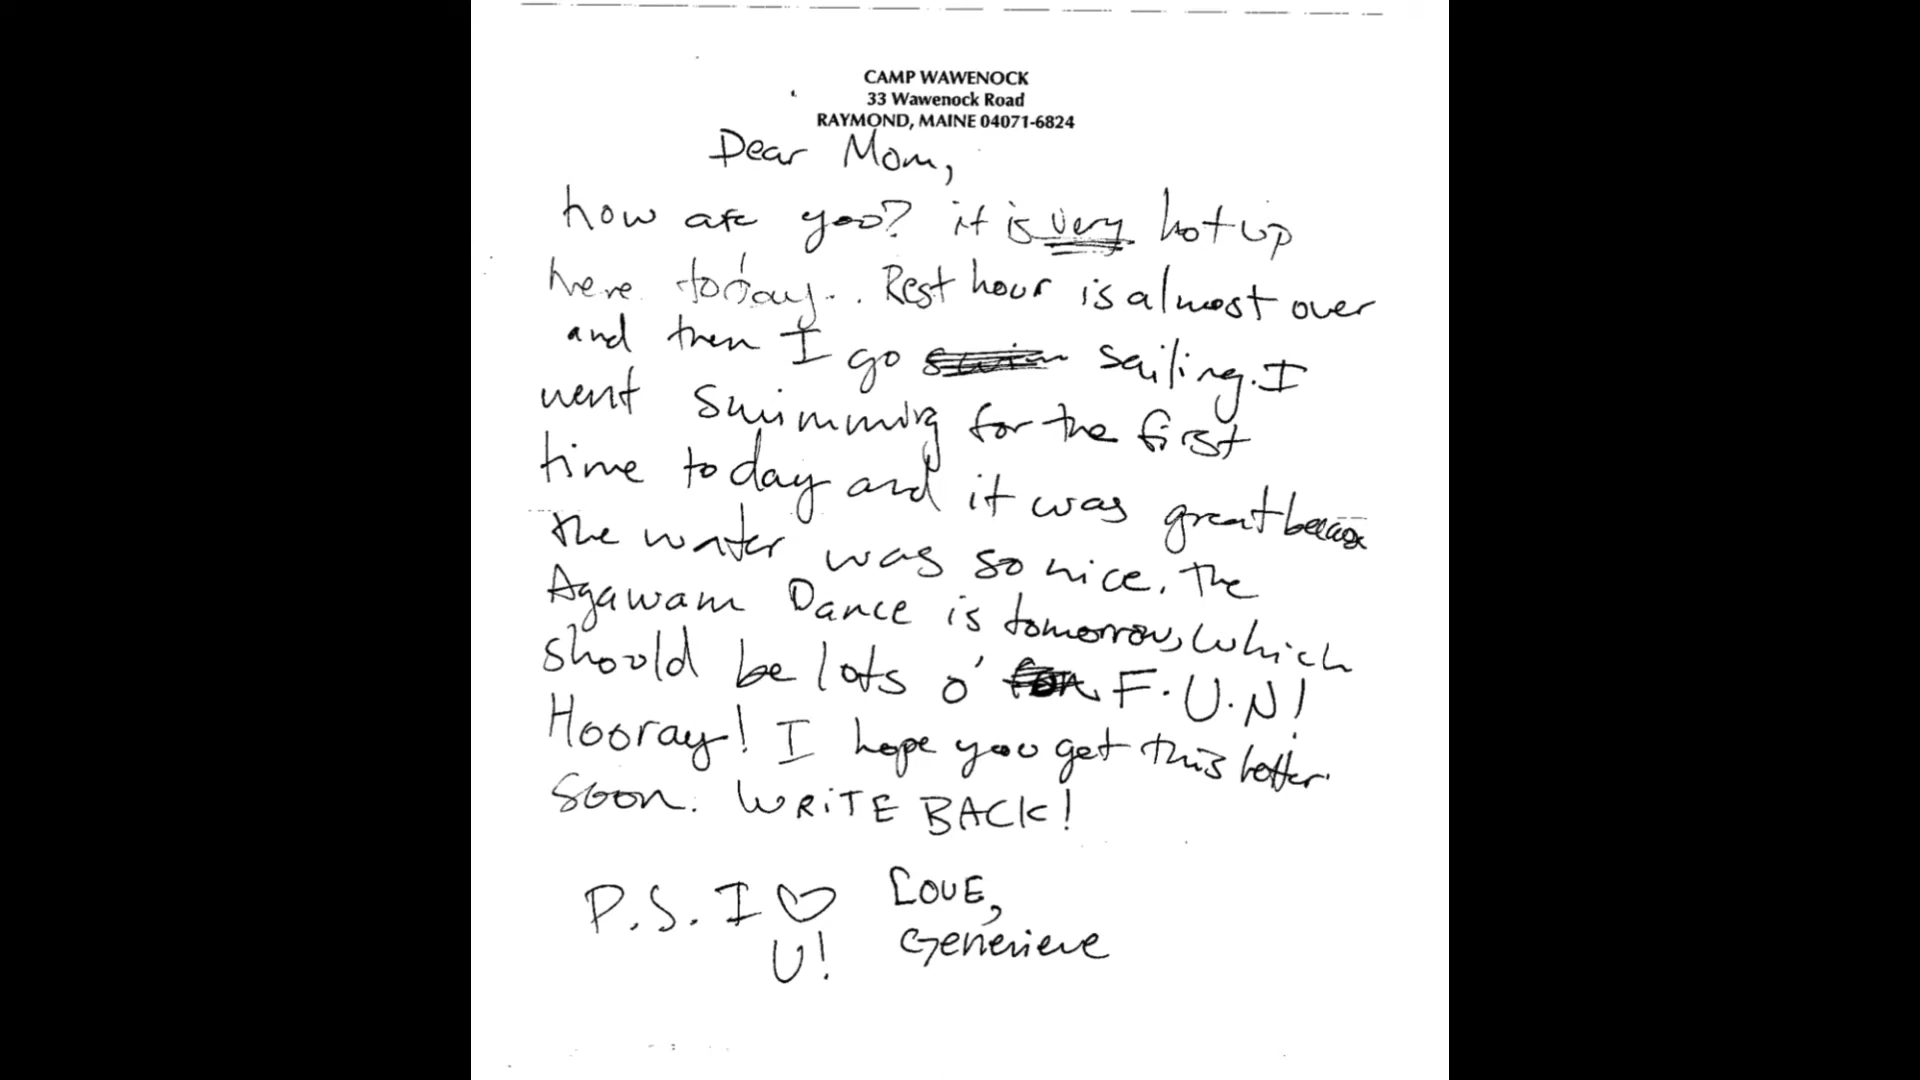 CAMP WAWENOCK
33 Wawenock Road
RAYMOND, MAINE 04071-6824
Dear Mom,
how are you? it is very hot up
here today.. Rest hour is almost over
and then I go swim sailing. I
went swimming for the first
time today and it was great because
the water was so nice. The
Agawam Dance is tomorrow, which
should be lots o' fun F.U.N!
Hooray! I hope you get this letter
soon. WRITE BACK!
P.S. I ♡ U!
LOVE,
Genevieve